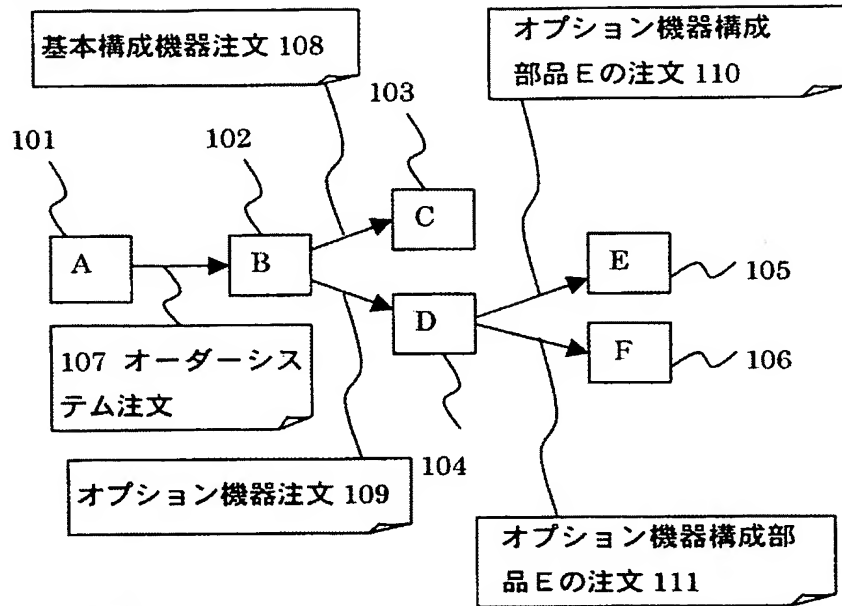 基本構成機器注文 108
オプション機器構成
部品Eの注文 110
101
102
103
A
B
C
D
E
F
105
106
104
107 オーダーシス
テム注文
オプション機器注文 109
オプション機器構成部
品Eの注文 111